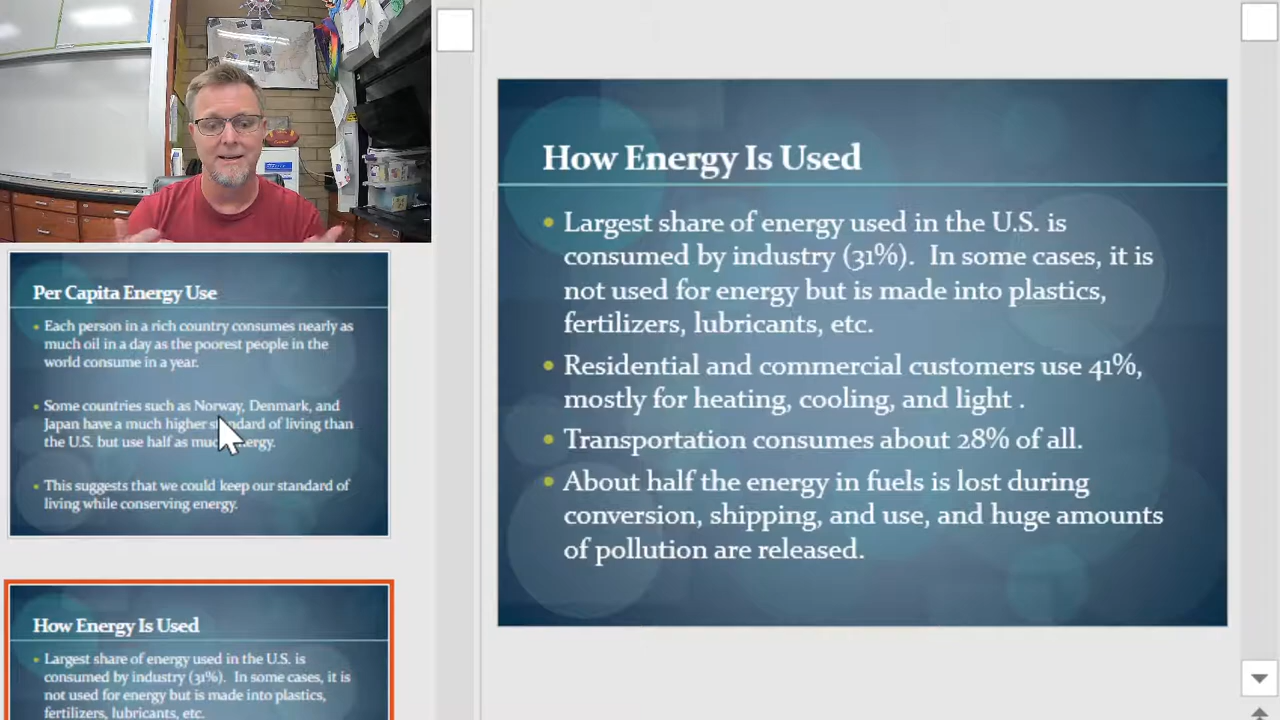 Per Capita Energy Use
• Each person in a rich country consumes nearly as
much oil in a day as the poorest people in the
world consume in a year.
• Some countries such as Norway, Denmark, and
Japan have a much higher standard of living than
the U.S. but use half as much energy.
• This suggests that we could keep our standard of
living while conserving energy.
How Energy Is Used
• Largest share of energy used in the U.S. is
consumed by industry (31%). In some cases, it is
not used for energy but is made into plastics,
fertilizers, lubricants, etc.
How Energy Is Used
• Largest share of energy used in the U.S. is
consumed by industry (31%).  In some cases, it is
not used for energy but is made into plastics,
fertilizers, lubricants, etc.
• Residential and commercial customers use 41%,
mostly for heating, cooling, and light .
• Transportation consumes about 28% of all.
• About half the energy in fuels is lost during
conversion, shipping, and use, and huge amounts
of pollution are released.